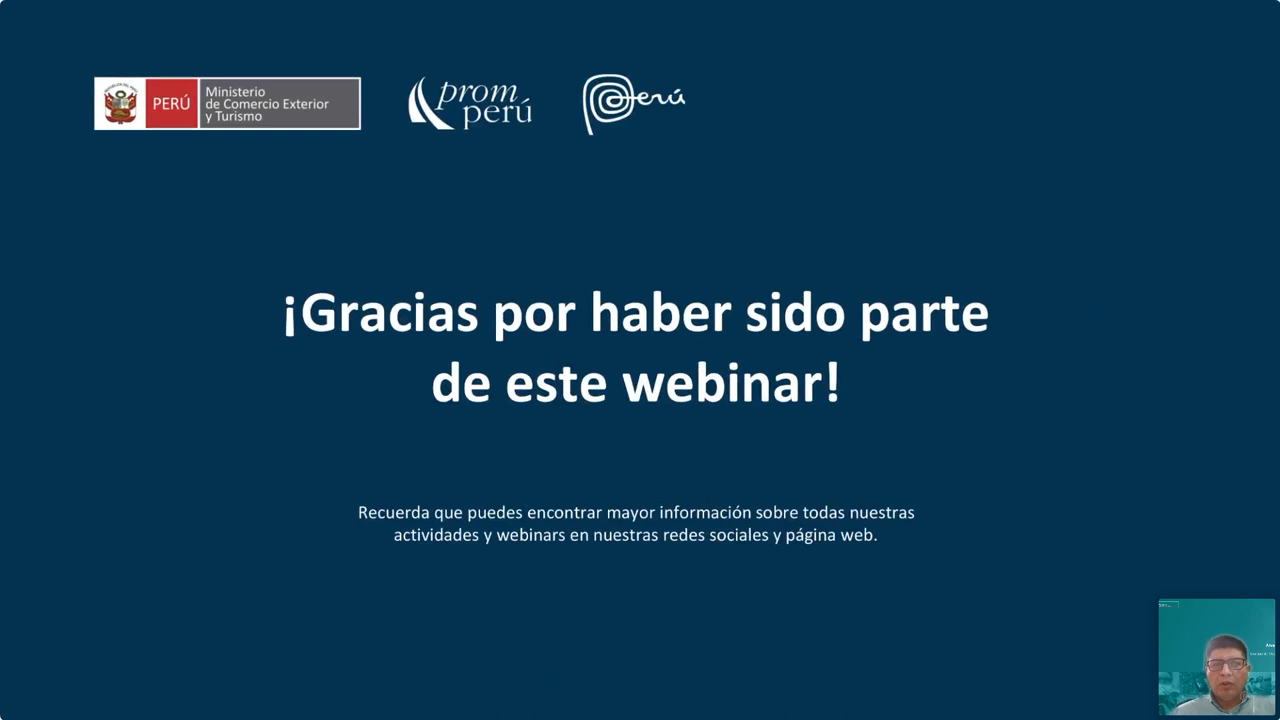 PERÚ
Ministerio
de Comercio Exterior
y Turismo
prom
perú
Perú
¡Gracias por haber sido parte
de este webinar!
Recuerda que puedes encontrar mayor información sobre todas nuestras
actividades y webinars en nuestras redes sociales y página web.